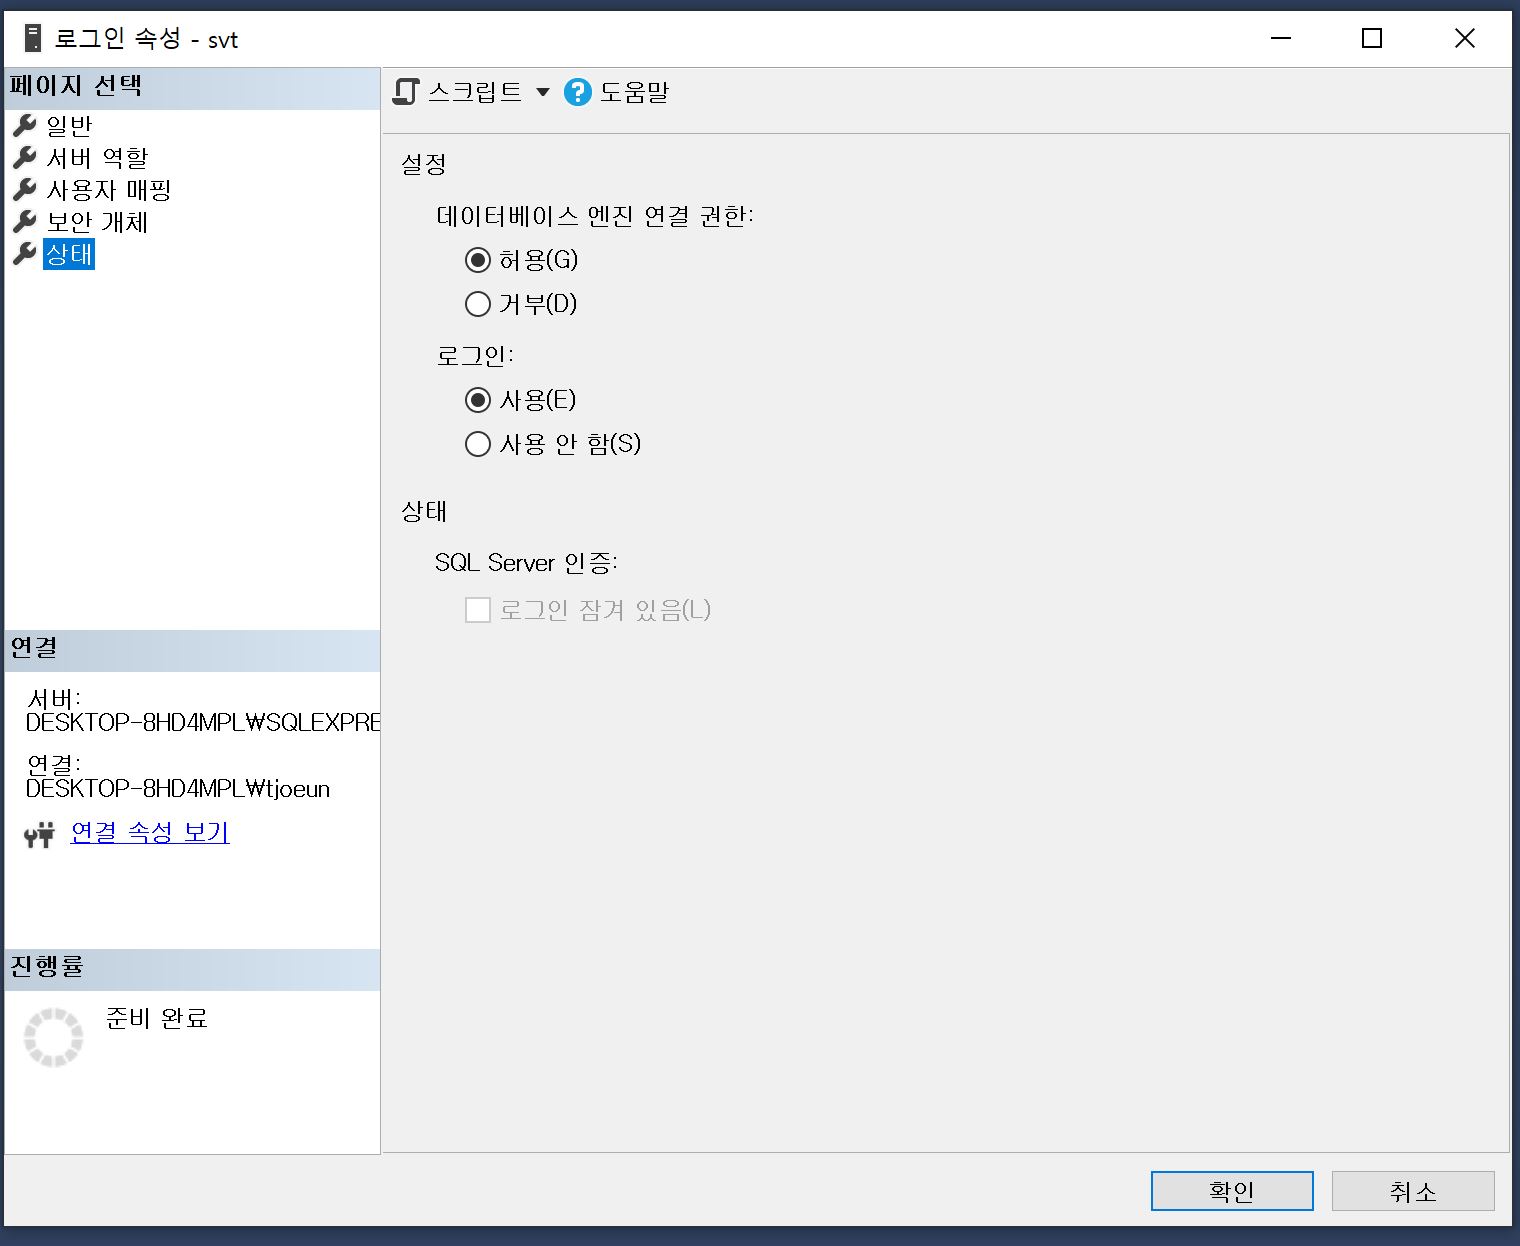 로그인 속성 - svt
페이지 선택
일반
서버 역할
사용자 매핑
보안 개체
상태
연결
서버:
DESKTOP-8HD4MPL₩SQLEXPRE
연결:
DESKTOP-8HD4MPL₩tjoeun
연결 속성 보기
진행률
준비 완료
스크립트 ? 도움말
설정
데이터베이스 엔진 연결 권한:
허용(G)
거부(D)
로그인:
사용(E)
사용 안 함(S)
상태
SQL Server 인증:
로그인 잠겨 있음(L)
확인 취소